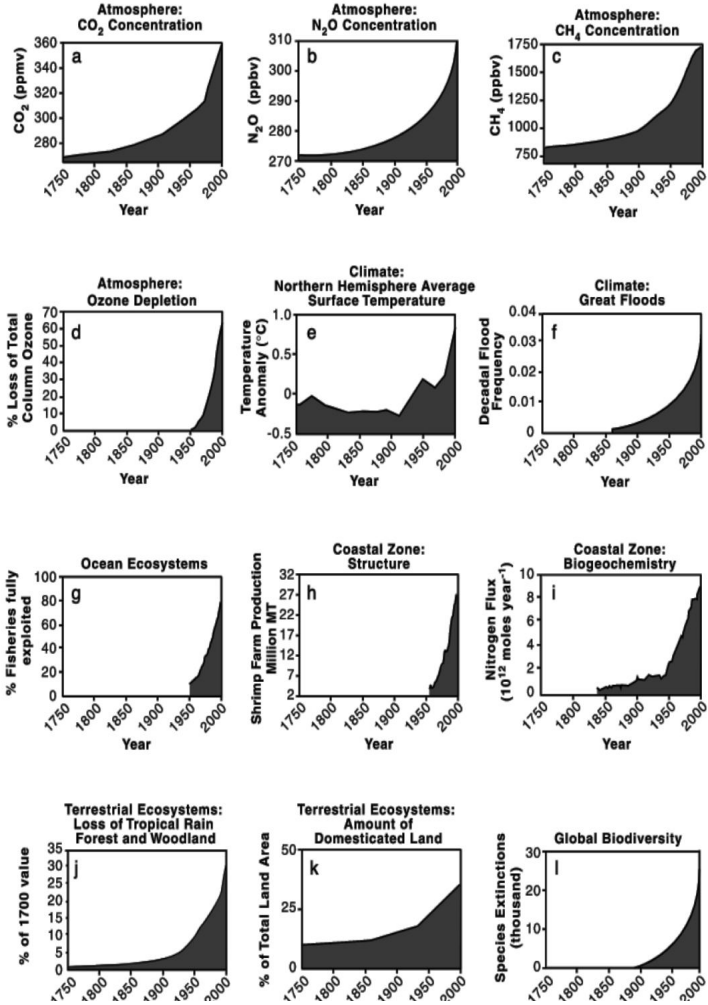 Atmosphere:
CO2 Concentration
a
CO2 (ppmv)
360
340
320
300
280
1750
1800
1850
1900
1950
2000
Year
Atmosphere:
N2O Concentration
b
N2O (ppbv)
310
300
290
280
270
1750
1800
1850
1900
1950
2000
Year
Atmosphere:
CH4 Concentration
c
CH4 (ppbv)
1750
1500
1250
1000
750
1750
1800
1850
1900
1950
2000
Year
Atmosphere:
Ozone Depletion
d
% Loss of Total
Column Ozone
70
60
50
40
30
20
10
0
1750
1800
1850
1900
1950
2000
Year
Climate:
Northern Hemisphere Average
Surface Temperature
e
Temperature
Anomaly (°C)
1.0
0.5
0
-0.5
1750
1800
1850
1900
1950
2000
Year
Climate:
Great Floods
f
Decadal Flood
Frequency
0.04
0.03
0.02
0.01
0
1750
1800
1850
1900
1950
2000
Year
Ocean Ecosystems
g
% Fisheries fully
exploited
100
80
60
40
20
0
1750
1800
1850
1900
1950
2000
Year
Coastal Zone:
Structure
h
Shrimp Farm Production
Million MT
32
27
22
17
12
7
2
1750
1800
1850
1900
1950
2000
Year
Coastal Zone:
Biogeochemistry
i
Nitrogen Flux
(10¹² moles year⁻¹)
10
8
6
4
2
0
1750
1800
1850
1900
1950
2000
Year
Terrestrial Ecosystems:
Loss of Tropical Rain
Forest and Woodland
j
% of 1700 value
35
30
25
20
15
10
5
0
1750
1800
1850
1900
1950
2000
Terrestrial Ecosystems:
Amount of
Domesticated Land
k
% of Total Land Area
50
25
0
1750
1800
1850
1900
1950
2000
Global Biodiversity
l
Species Extinctions
(thousand)
30
20
10
0
1750
1800
1850
1900
1950
2000